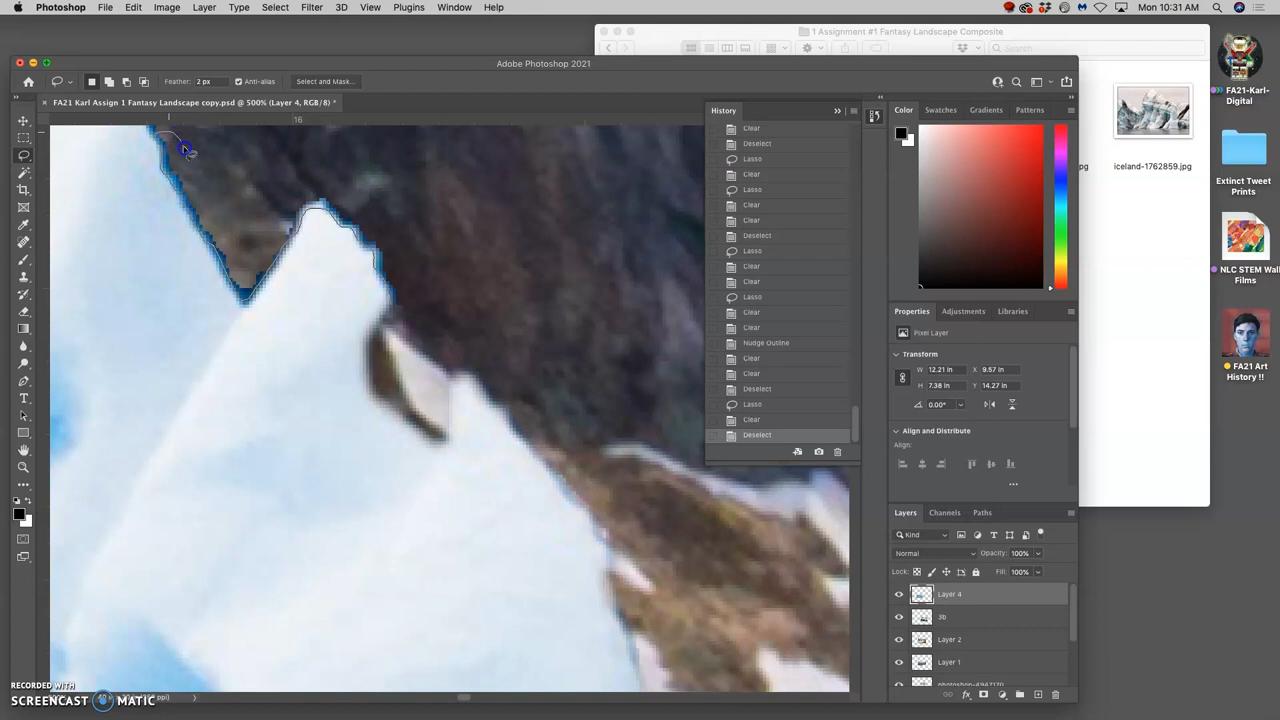 Photoshop File Edit Image Layer Type Select Filter 3D View Plugins Window Help
Mon 10:31 AM
1 Assignment #1 Fantasy Landscape Composite
Search
Adobe Photoshop 2021
Feather: 2 px Anti-alias Select and Mask...
FA21 Karl Assign 1 Fantasy Landscape copy.psd @ 500% (Layer 4, RGB/8) *
16
History
Clear
Deselect
Lasso
Clear
Lasso
Clear
Clear
Deselect
Lasso
Clear
Clear
Lasso
Clear
Clear
Nudge Outline
Clear
Clear
Deselect
Lasso
Clear
Deselect
Color Swatches Gradients Patterns
Properties Adjustments Libraries
Pixel Layer
Transform
W 12.21 in X 9.57 in
H 7.38 in Y 14.27 in
0.00°
Align and Distribute
Align:
Layers Channels Paths
Kind
Normal Opacity: 100%
Lock: Fill: 100%
Layer 4
3b
Layer 2
Layer 1
photoshop-4947170
pg
iceland-1762859.jpg
FA21-Karl-
Digital
Extinct Tweet
Prints
NLC STEM Wal
Films
FA21 Art
History !!
RECORDED WITH
SCREENCAST MATIC